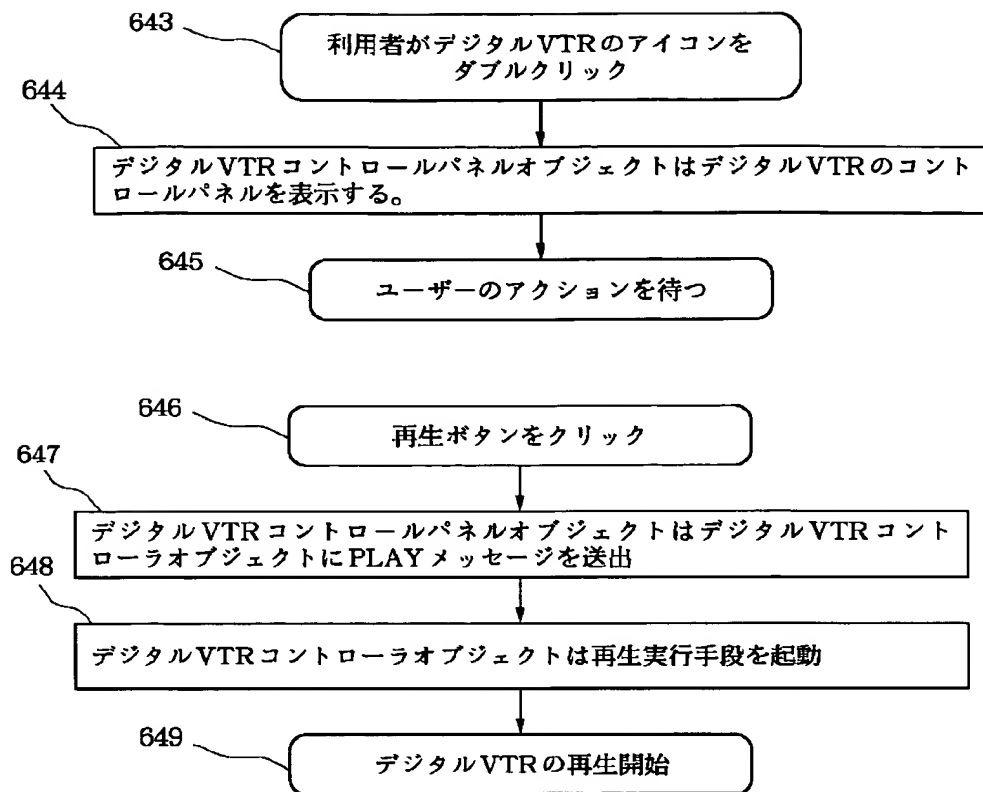 643
利用者がデジタルVTRのアイコンを
ダブルクリック
644
デジタルVTRコントロールパネルオブジェクトはデジタルVTRのコント
ロールパネルを表示する。
645
ユーザーのアクションを待つ
646
再生ボタンをクリック
647
デジタルVTRコントロールパネルオブジェクトはデジタルVTRコント
ローラオブジェクトにPLAYメッセージを送出
648
デジタルVTRコントローラオブジェクトは再生実行手段を起動
649
デジタルVTRの再生開始